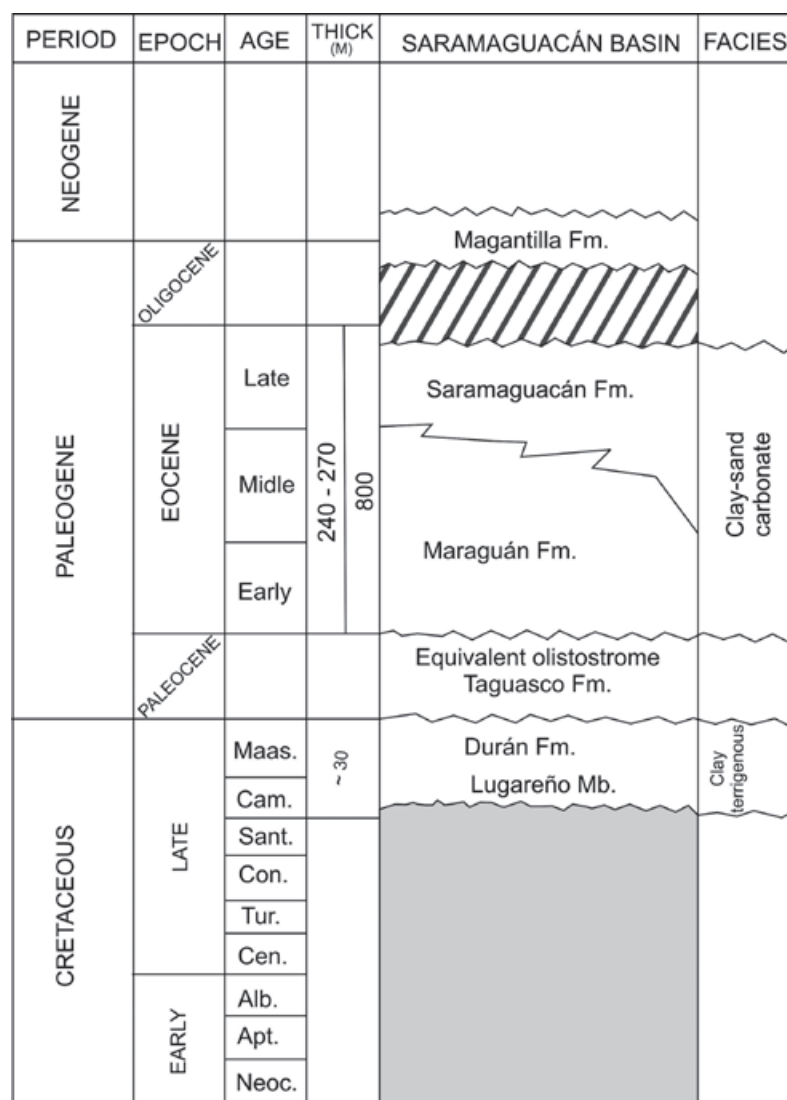 PERIOD EPOCH AGE THICK (M) SARAMAGUACÁN BASIN FACIES
NEOGENE
Magantilla Fm.
PALEOGENE
OLIGOCENE
EOCENE
Late
Saramaguacán Fm.
Midle
240 - 270
800
Clay-sand
carbonate
Maraguán Fm.
Early
PALEOCENE
Equivalent olistostrome
Taguasco Fm.
CRETACEOUS
LATE
Maas.
~ 30
Durán Fm.
Clay
terrigenous
Lugareño Mb.
Cam.
Sant.
Con.
Tur.
Cen.
EARLY
Alb.
Apt.
Neoc.